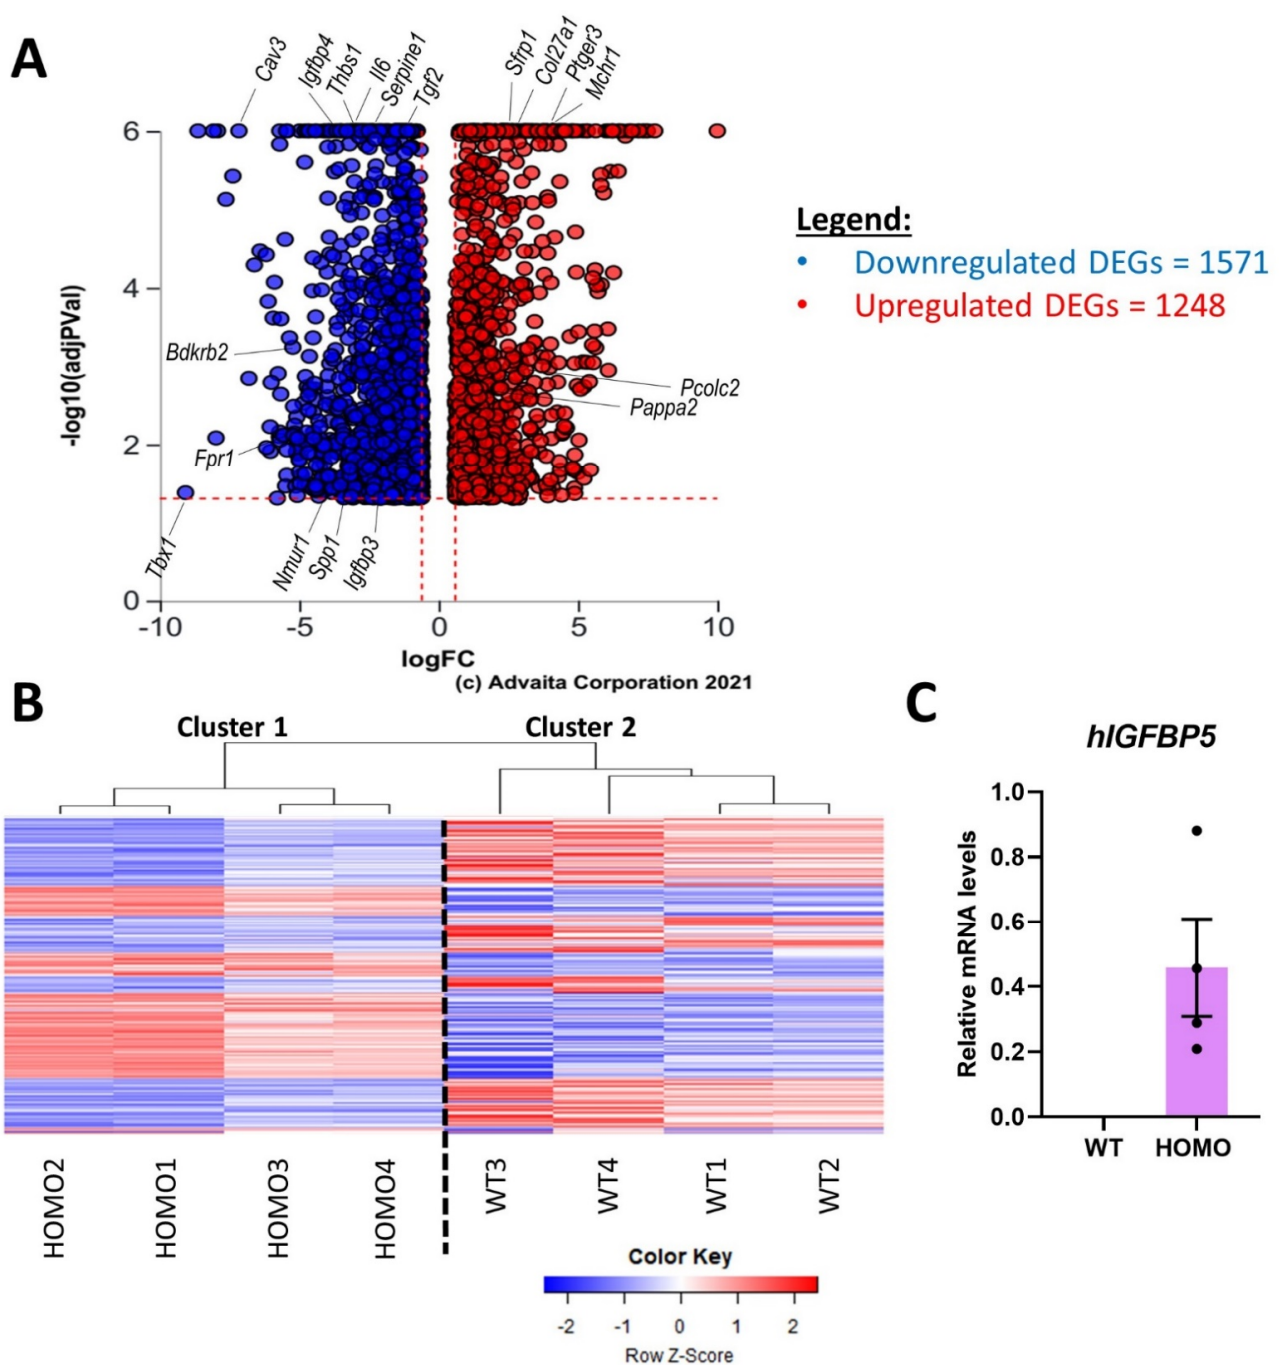 A
Cav3
Igfbp4
Thbs1
Il6
Serpine1
Tgf2
Sfrp1
Col27a1
Ptger3
Mchr1
6
4
2
0
-log10(adjPVal)
Bdkrb2
Fpr1
Tbx1
Nmur1
Spp1
Igfbp3
Pcolc2
Pappa2
-10
-5
0
5
10
logFC
(c) Advaita Corporation 2021
Legend:
• Downregulated DEGs = 1571
• Upregulated DEGs = 1248
B
Cluster 1
Cluster 2
HOMO2
HOMO1
HOMO3
HOMO4
WT3
WT4
WT1
WT2
Color Key
-2 -1 0 1 2
Row Z-Score
C
hIGFBP5
Relative mRNA levels
1.0
0.8
0.6
0.4
0.2
0.0
WT HOMO